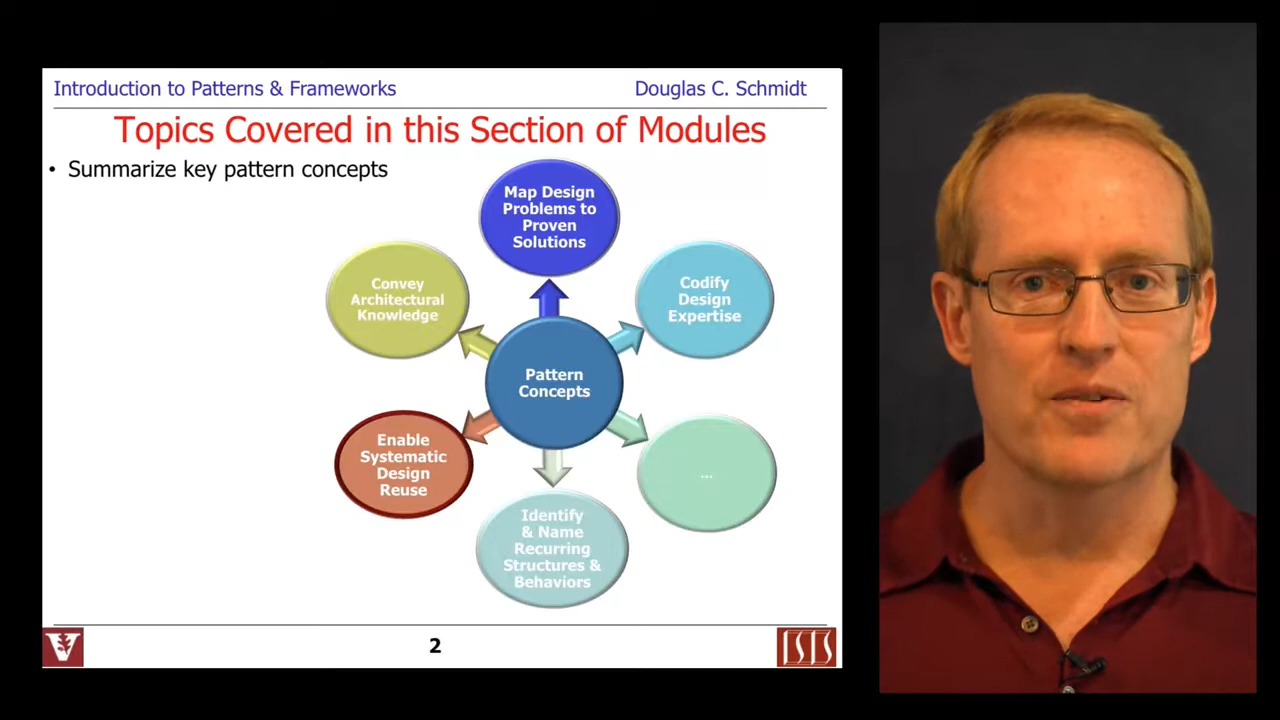 Introduction to Patterns & Frameworks
Douglas C. Schmidt
Topics Covered in this Section of Modules
• Summarize key pattern concepts
Map Design
Problems to
Proven
Solutions
Convey
Architectural
Knowledge
Codify
Design
Expertise
Pattern
Concepts
Enable
Systematic
Design
Reuse
...
Identify
& Name
Recurring
Structures &
Behaviors
V
2
ISIS